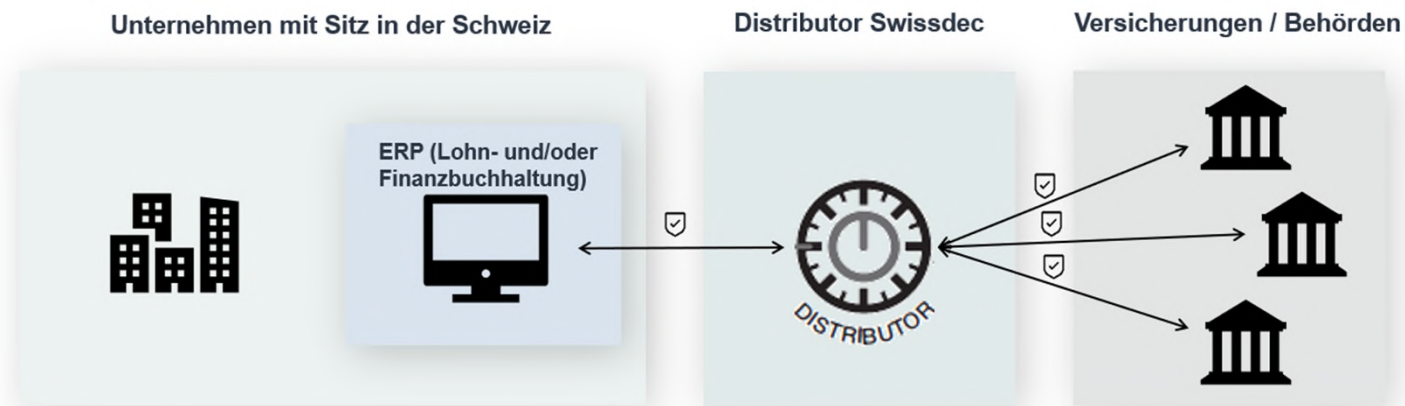 Unternehmen mit Sitz in der Schweiz
Distributor Swissdec
Versicherungen / Behörden
ERP (Lohn- und/oder
Finanzbuchhaltung)
DISTRIBUTOR